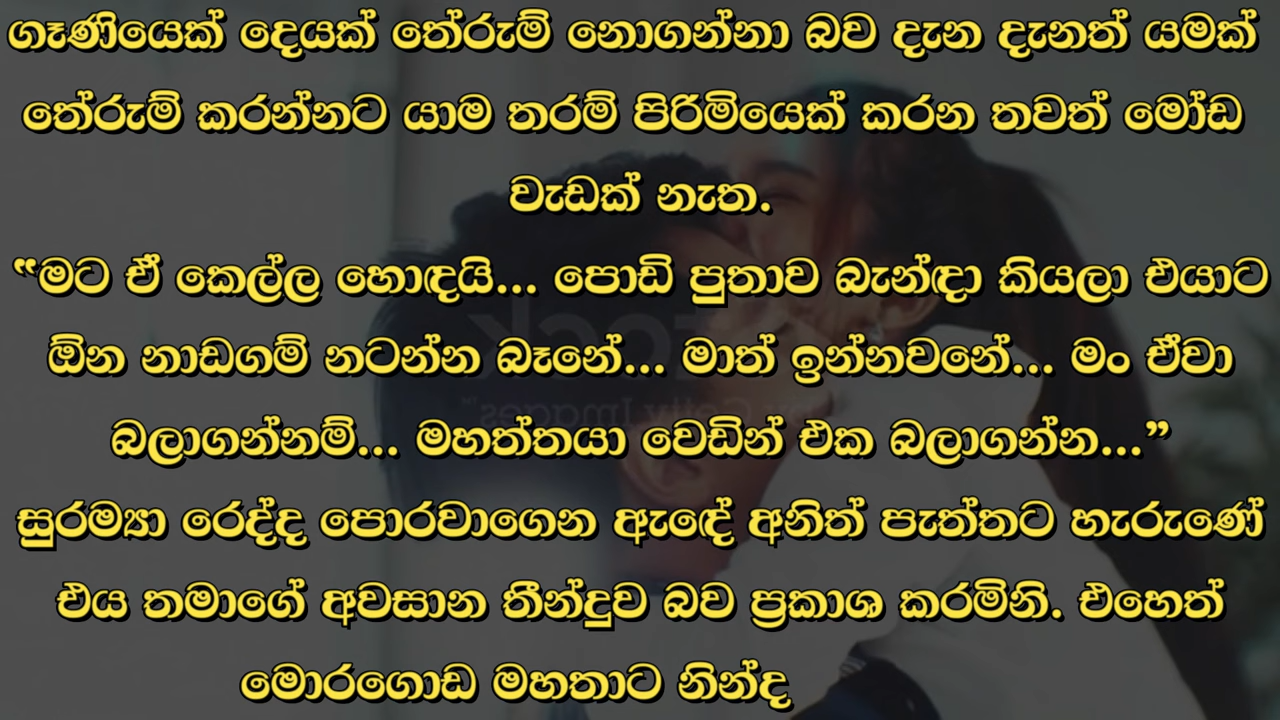 ගෑණියෙක් දෙයක් තේරුම් නොගන්නා බව දැන දැනත් යමක්
තේරුම් කරන්නට යාම තරම් පිරිමියෙක් කරන තවත් මෝඩ
වැඩක් නැත.
“මට ඒ කෙල්ල හොඳයි... පොඩි පුතාව බැන්ඳා කියලා එයාට
ඕන නාඩගම් නටන්න බෑනේ... මාත් ඉන්නවනේ... මං ඒවා
බලාගන්නම්... මහත්තයා වෙඩින් එක බලාගන්න...”
සුරම්‍යා රෙද්ද පොරවාගෙන ඇඳේ අනිත් පැත්තට හැරුණේ
එය තමාගේ අවසාන තීන්දුව බව ප්‍රකාශ කරමිනි. එහෙත්
මොරගොඩ මහතාට නින්ද